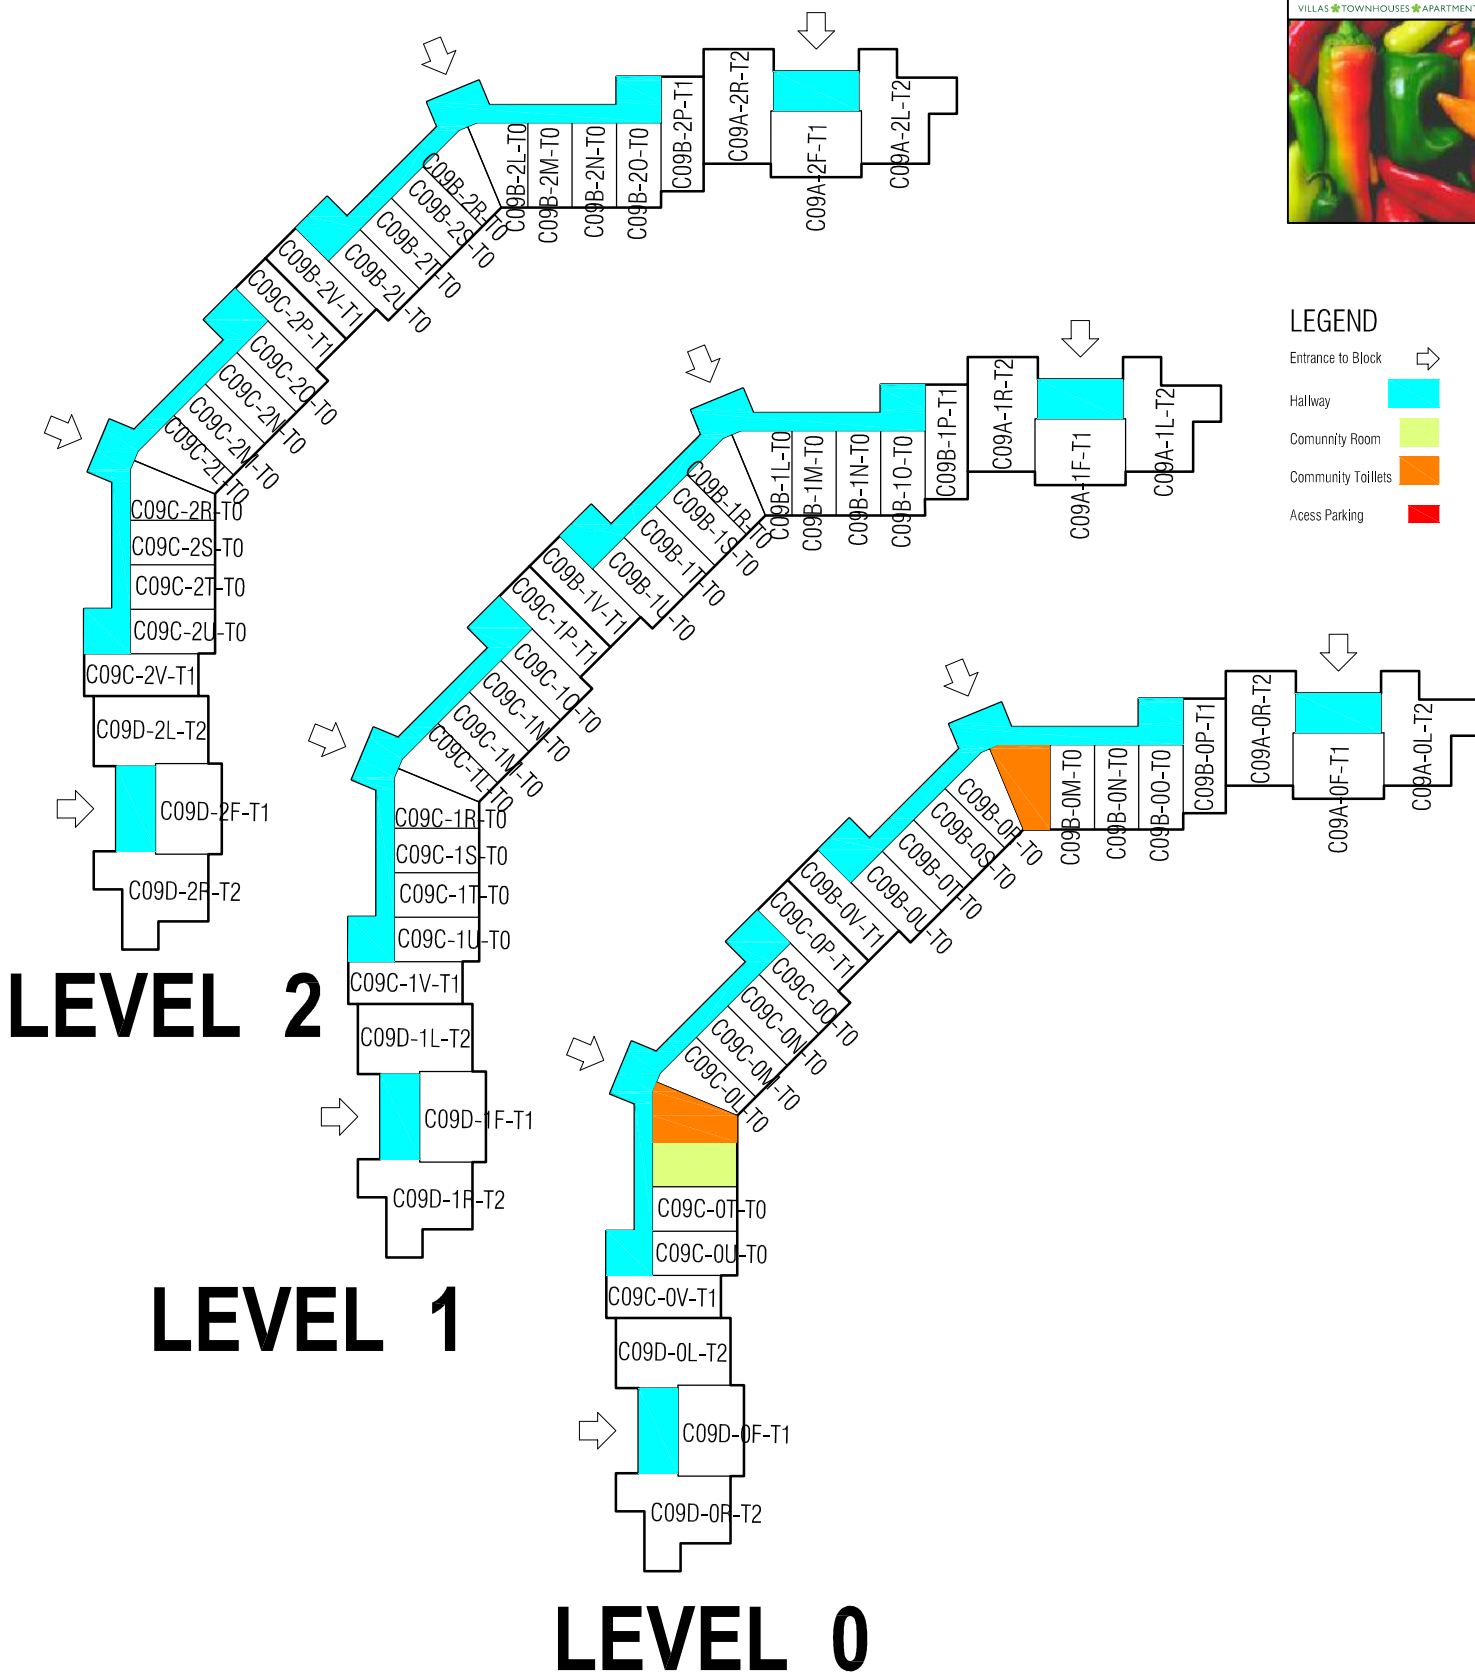 VILLAS TOWNHOUSES APARTMENT
LEGEND
Entrance to Block
Hallway
Comunnity Room
Community Toillets
Acess Parking
C09A-2L-T2
C09A-2F-T1
C09A-2R-T2
C09B-2P-T1
C09B-2O-T0
C09B-2N-T0
C09B-2M-T0
C09B-2L-T0
C09B-2R-T0
C09B-2S-T0
C09B-2T-T0
C09B-2U-T0
C09B-2V-T1
C09C-2P-T1
C09C-2O-T0
C09C-2N-T0
C09C-2M-T0
C09C-2L-T0
C09C-2R-T0
C09C-2S-T0
C09C-2T-T0
C09C-2U-T0
C09C-2V-T1
C09D-2L-T2
C09D-2F-T1
C09D-2R-T2
LEVEL 2
C09A-1L-T2
C09A-1F-T1
C09A-1R-T2
C09B-1P-T1
C09B-1O-T0
C09B-1N-T0
C09B-1M-T0
C09B-1L-T0
C09B-1R-T0
C09B-1S-T0
C09B-1T-T0
C09B-1U-T0
C09B-1V-T1
C09C-1P-T1
C09C-1O-T0
C09C-1N-T0
C09C-1M-T0
C09C-1L-T0
C09C-1R-T0
C09C-1S-T0
C09C-1T-T0
C09C-1U-T0
C09C-1V-T1
C09D-1L-T2
C09D-1F-T1
C09D-1R-T2
LEVEL 1
C09A-0L-T2
C09A-0F-T1
C09A-0R-T2
C09B-0P-T1
C09B-0O-T0
C09B-0N-T0
C09B-0M-T0
C09B-0R-T0
C09B-0S-T0
C09B-0T-T0
C09B-0U-T0
C09B-0V-T1
C09C-0P-T1
C09C-0O-T0
C09C-0N-T0
C09C-0M-T0
C09C-0L-T0
C09C-0T-T0
C09C-0U-T0
C09C-0V-T1
C09D-0L-T2
C09D-0F-T1
C09D-0R-T2
LEVEL 0